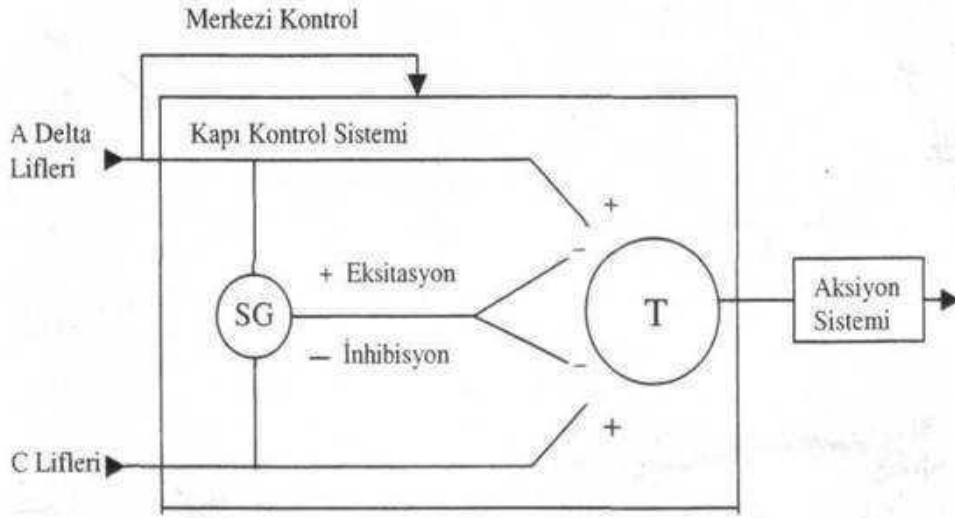 Merkezi Kontrol
A Delta
Lifleri
Kapı Kontrol Sistemi
+
-
+ Eksitasyon
SG
T
Aksiyon
Sistemi
— İnhibisyon
-
+
C Lifleri